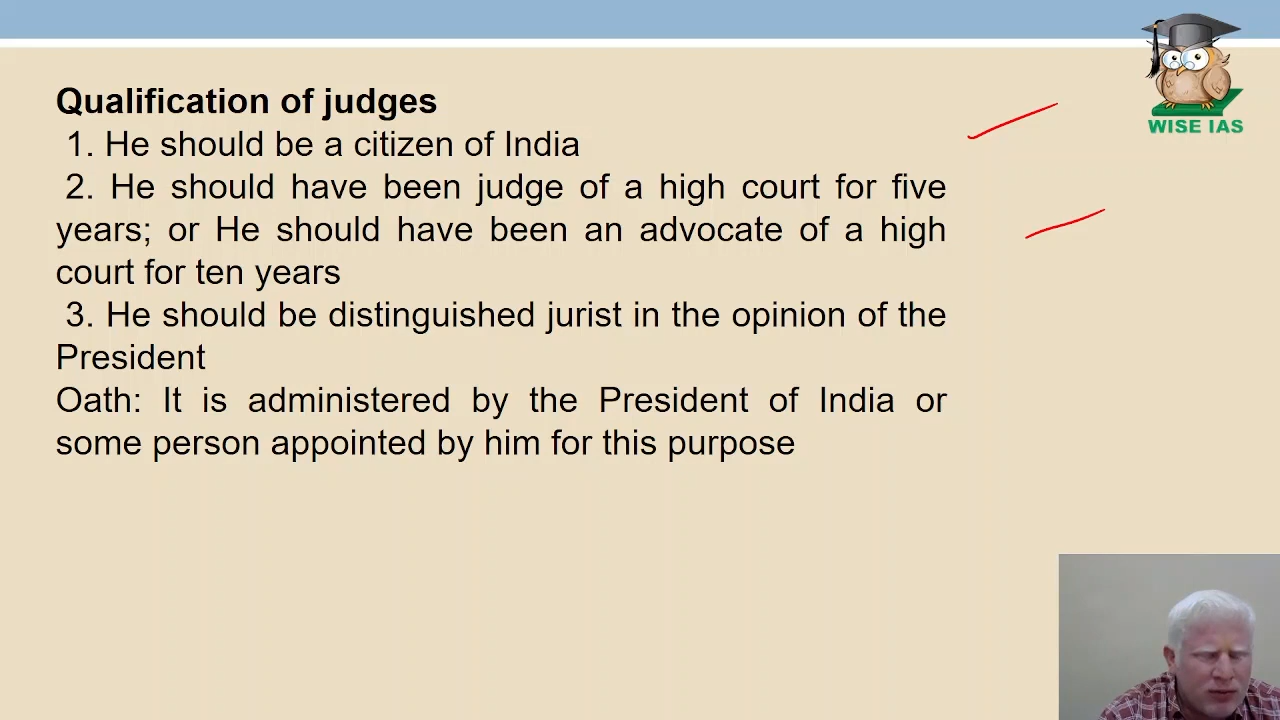 WISE IAS
Qualification of judges
1. He should be a citizen of India
2. He should have been judge of a high court for five
years; or He should have been an advocate of a high
court for ten years
3. He should be distinguished jurist in the opinion of the
President
Oath: It is administered by the President of India or
some person appointed by him for this purpose